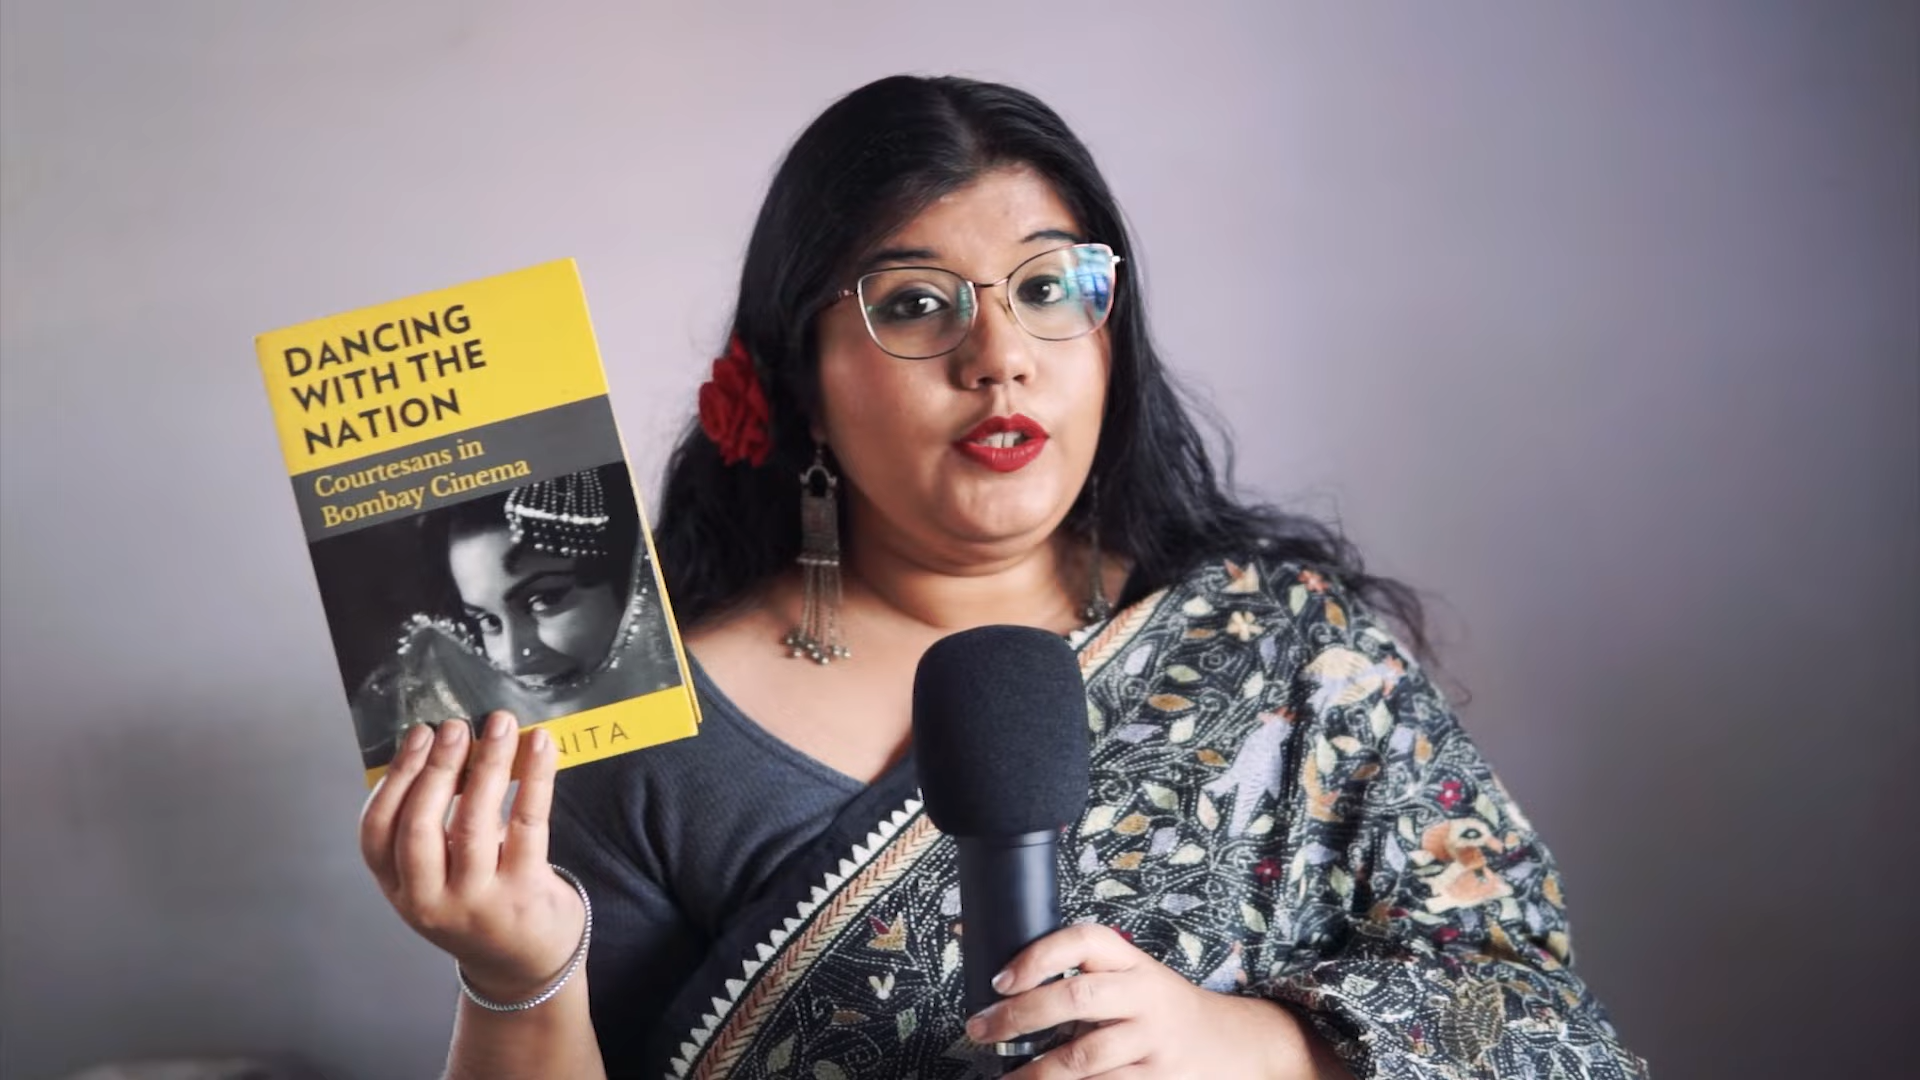 DANCING
WITH THE
NATION
Courtesans in
Bombay Cinema